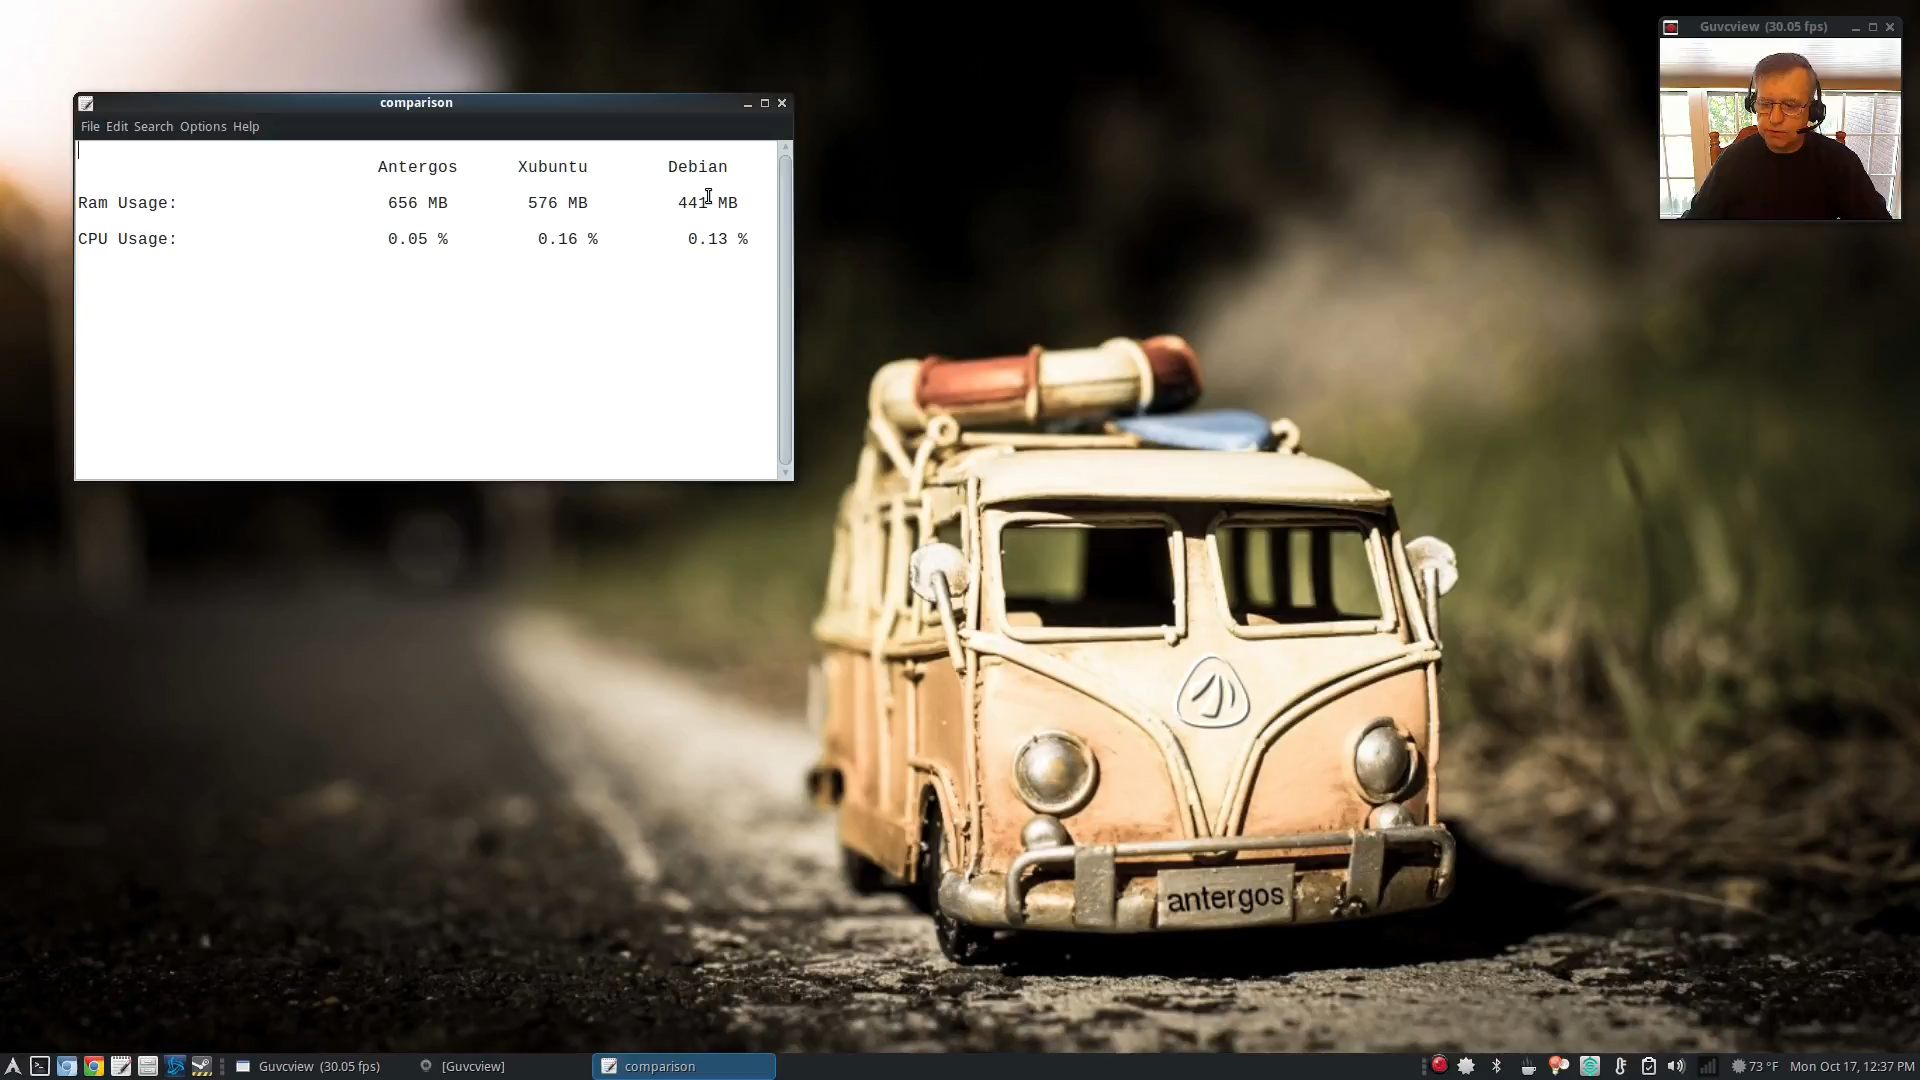 Guvcview (30.05 fps)
comparison
File Edit Search Options Help
Antergos Xubuntu Debian
Ram Usage: 656 MB 576 MB 441 MB
CPU Usage: 0.05 % 0.16 % 0.13 %
antergos
Guvcview (30.05 fps) [Guvcview] comparison 73 °F Mon Oct 17, 12:37 PM